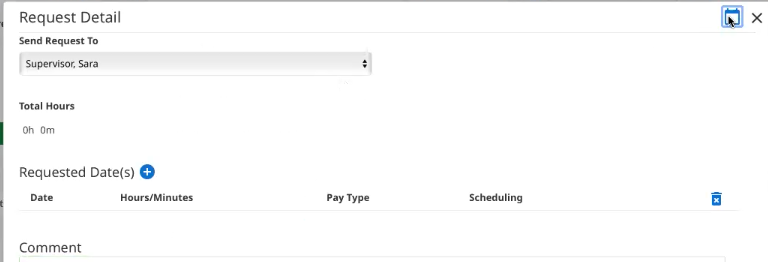 Request Detail
Send Request To
Supervisor, Sara
Total Hours
0h 0m
Requested Date(s)
Date Hours/Minutes Pay Type Scheduling
Comment